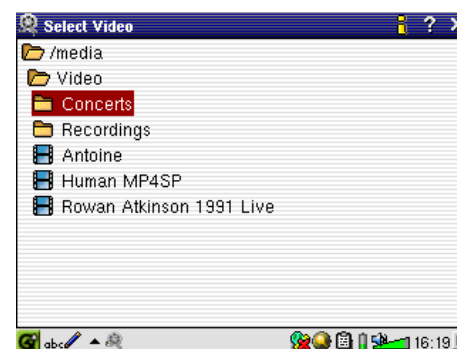 Select Video
/media
Video
Concerts
Recordings
Antoine
Human MP4SP
Rowan Atkinson 1991 Live
abc 16:19